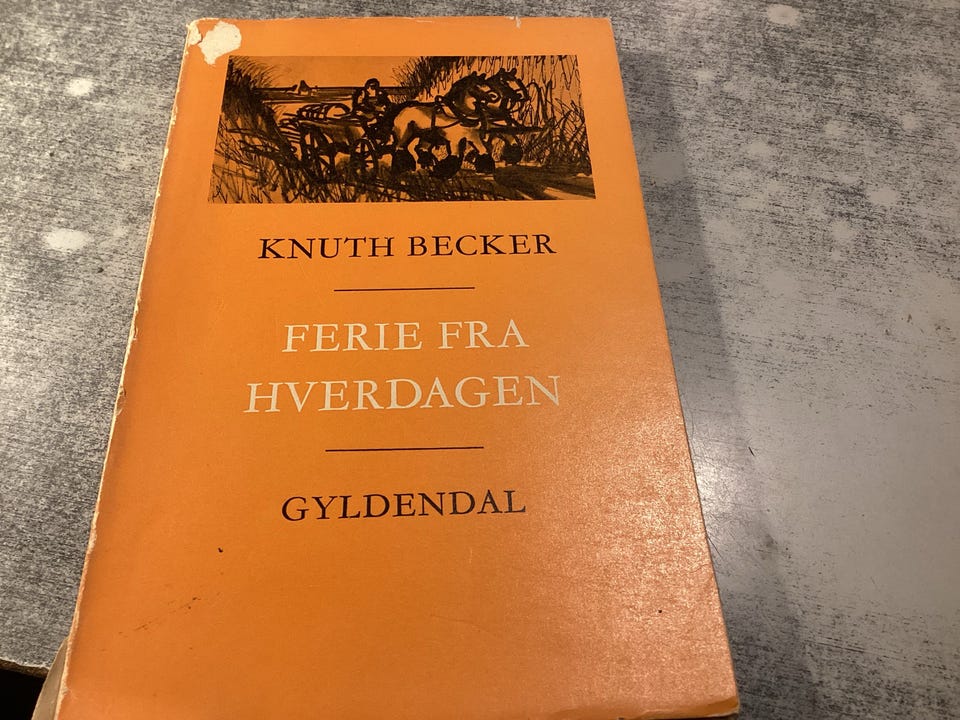 KNUTH BECKER
FERIE FRA
HVERDAGEN
GYLDENDAL